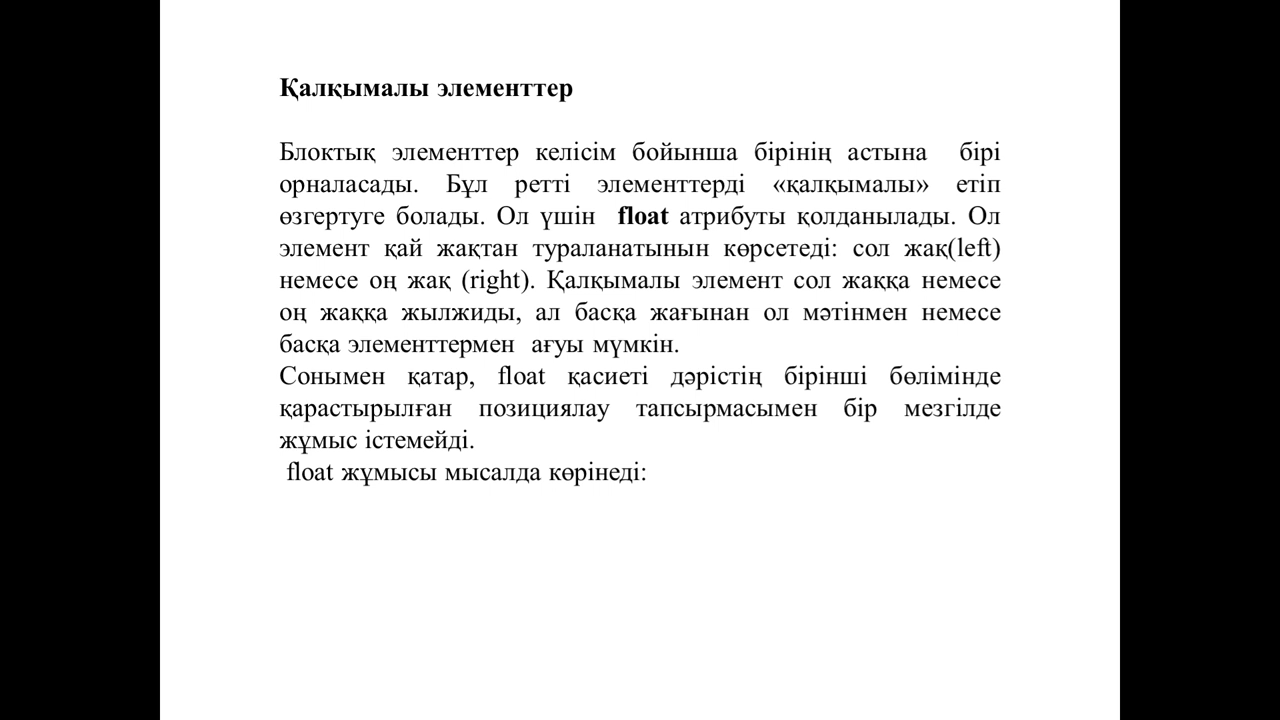 Қалқымалы элементтер
Блоктық элементтер келісім бойынша бірінің астына бірі
орналасады. Бұл ретті элементтерді «қалқымалы» етіп
өзгертуге болады. Ол үшін float атрибуты қолданылады. Ол
элемент қай жақтан тураланатынын көрсетеді: сол жақ(left)
немесе оң жақ (right). Қалқымалы элемент сол жаққа немесе
оң жаққа жылжиды, ал басқа жағынан ол мәтінмен немесе
басқа элементтермен ағуы мүмкін.
Сонымен қатар, float қасиеті дәрістің бірінші бөлімінде
қарастырылған позициялау тапсырмасымен бір мезгілде
жұмыс істемейді.
float жұмысы мысалда көрінеді: